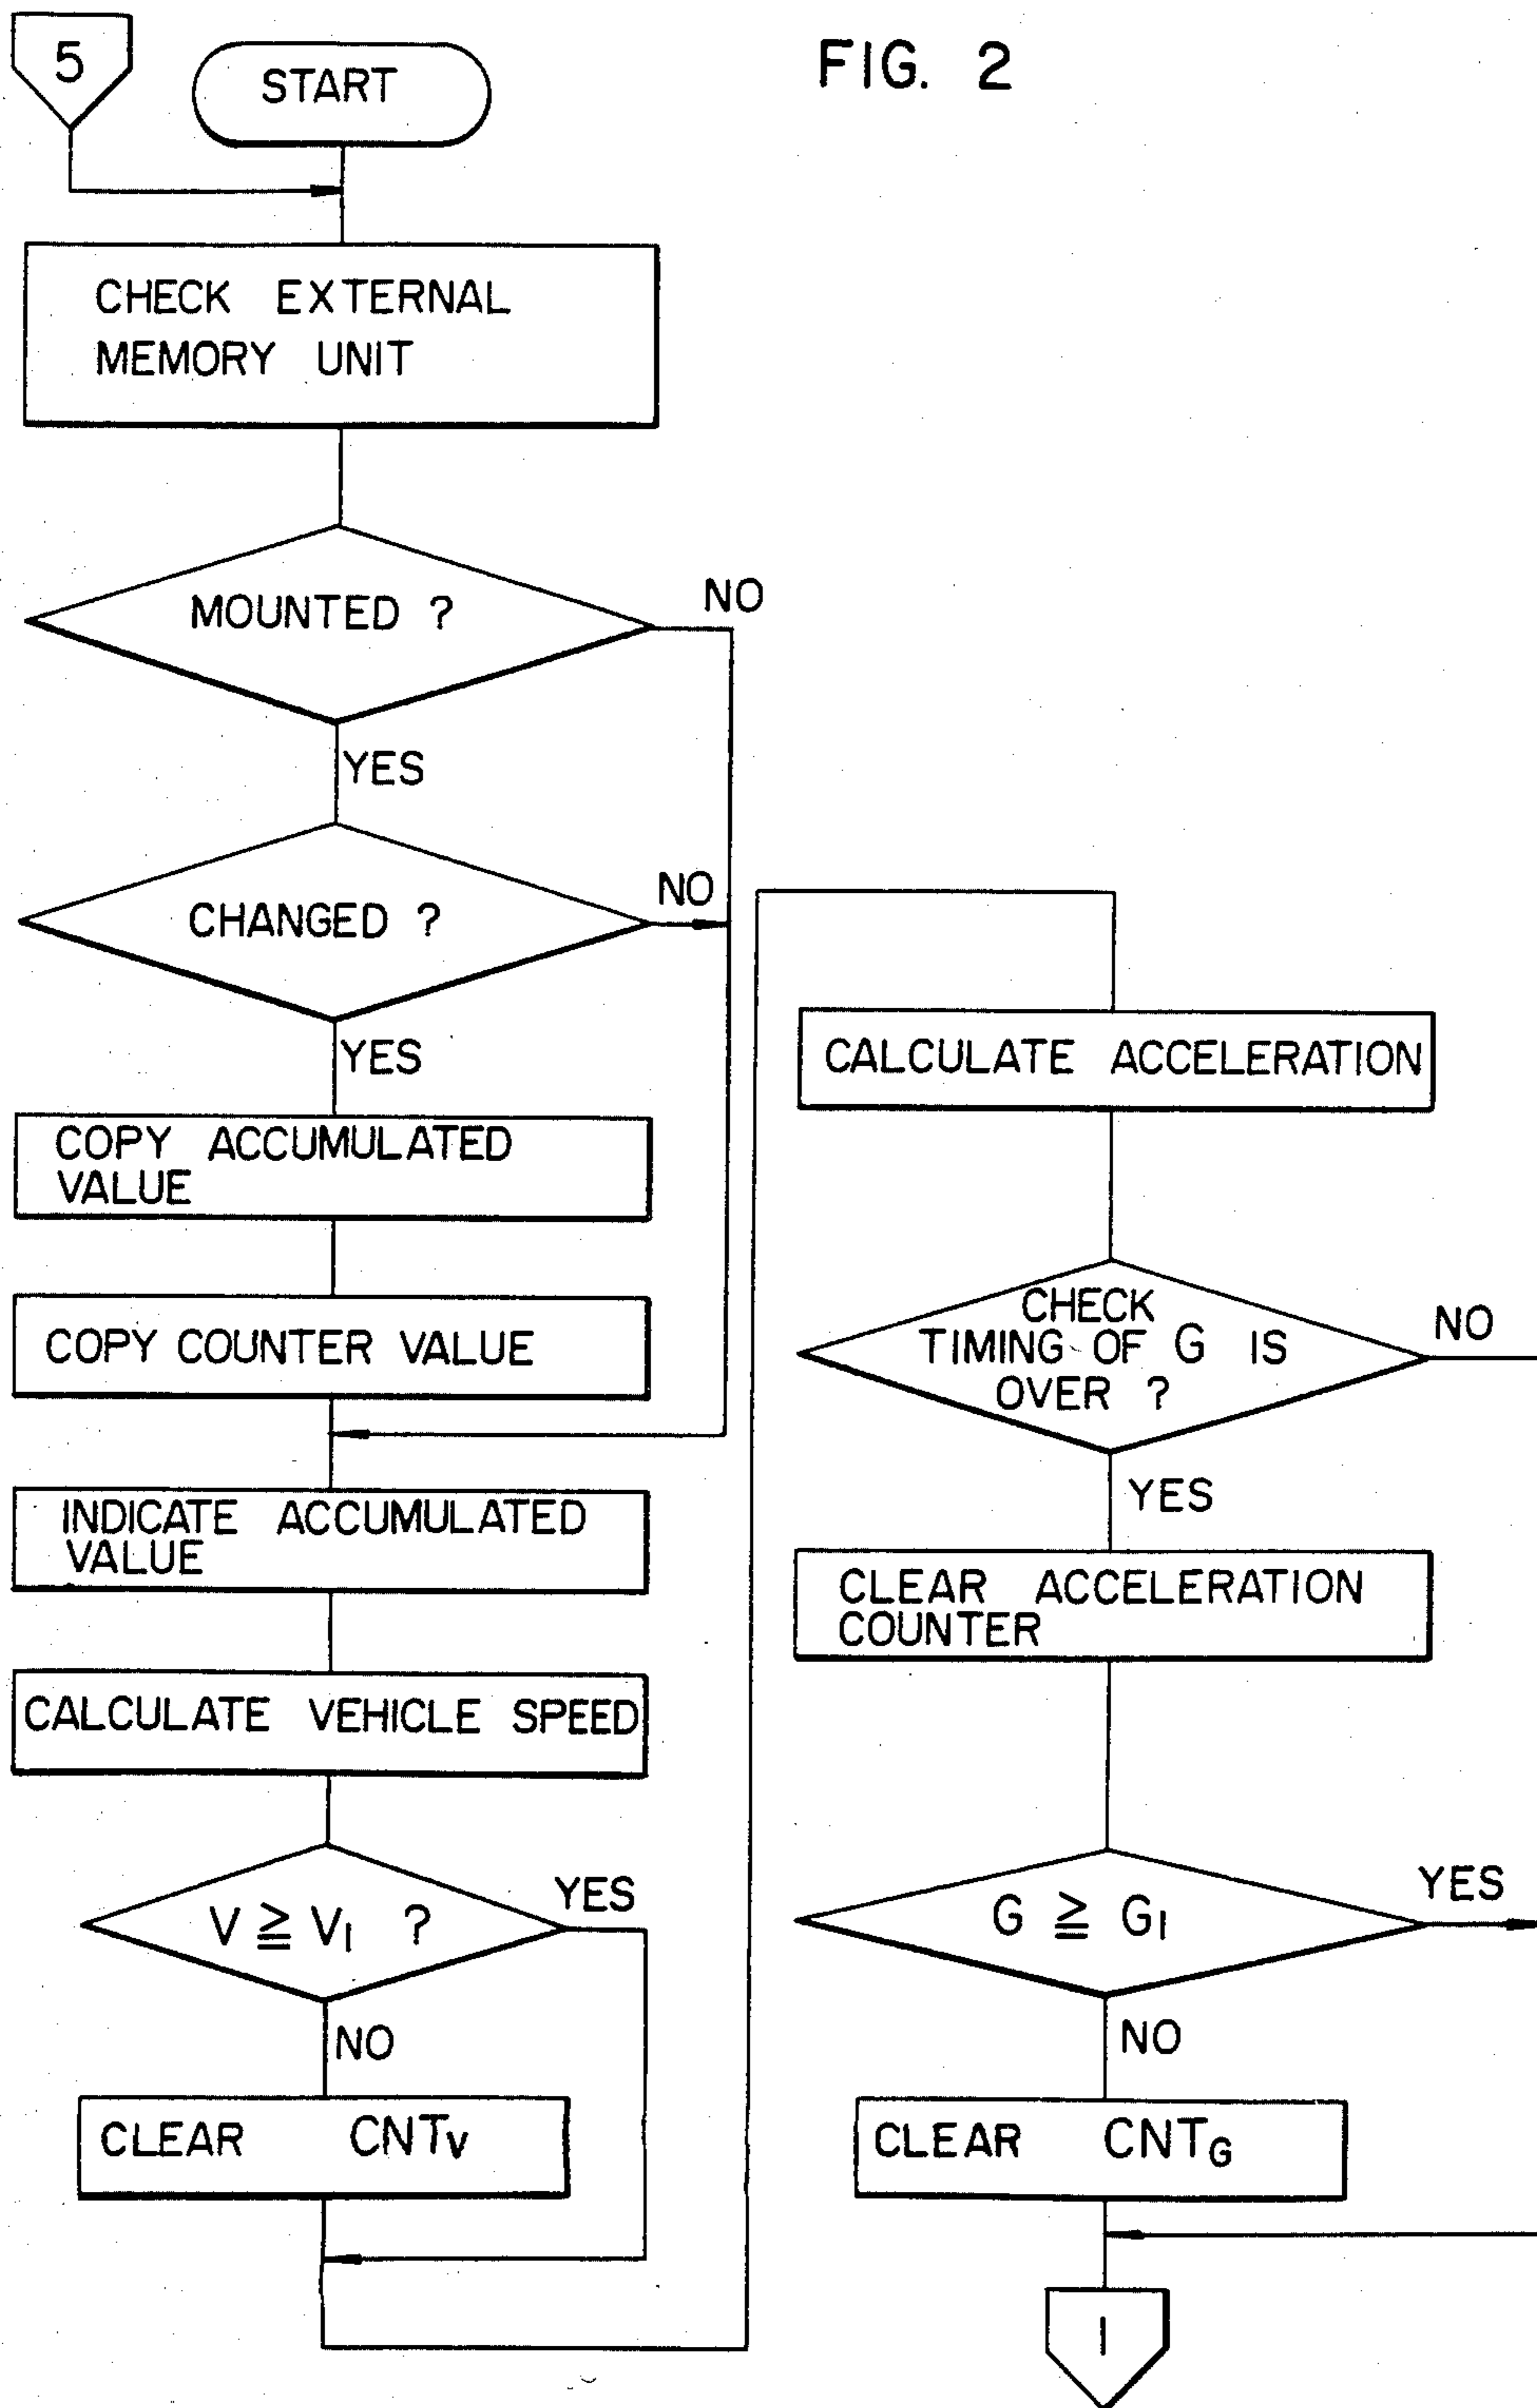 FIG. 2
5
START
CHECK EXTERNAL
MEMORY UNIT
MOUNTED ?
NO
YES
CHANGED ?
NO
YES
COPY ACCUMULATED
VALUE
COPY COUNTER VALUE
INDICATE ACCUMULATED
VALUE
CALCULATE VEHICLE SPEED
V ≧ V1 ?
YES
NO
CLEAR CNTV
CALCULATE ACCELERATION
CHECK
TIMING OF G IS
OVER ?
NO
YES
CLEAR ACCELERATION
COUNTER
G ≧ G1
YES
NO
CLEAR CNTG
1